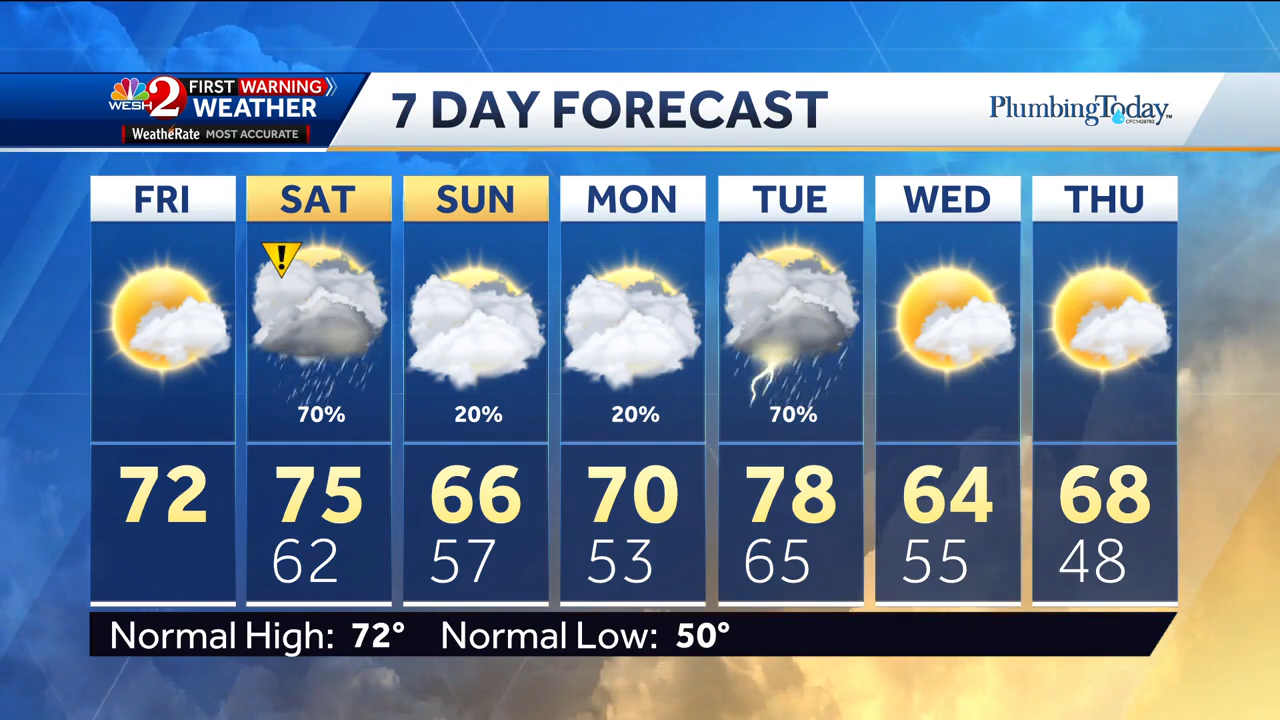 WESH 2 FIRST WARNING WEATHER
WeatheRate MOST ACCURATE
7 DAY FORECAST
PlumbingToday™
CFC1428793
FRI SAT SUN MON TUE WED THU
!
70% 20% 20% 70%
72 75 66 70 78 64 68
62 57 53 65 55 48
Normal High: 72° Normal Low: 50°